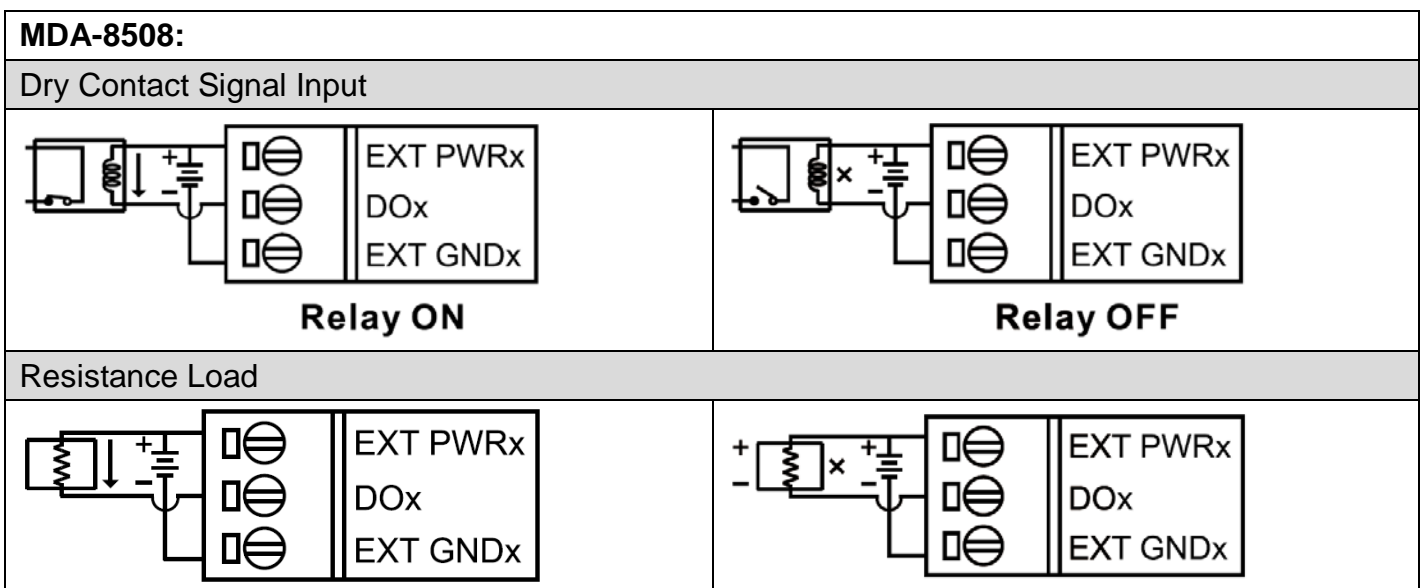 MDA-8508:
Dry Contact Signal Input
+
−
EXT PWRx
DOx
EXT GNDx
Relay ON
×
+
−
EXT PWRx
DOx
EXT GNDx
Relay OFF
Resistance Load
+
−
EXT PWRx
DOx
EXT GNDx
+
−
×
+
−
EXT PWRx
DOx
EXT GNDx